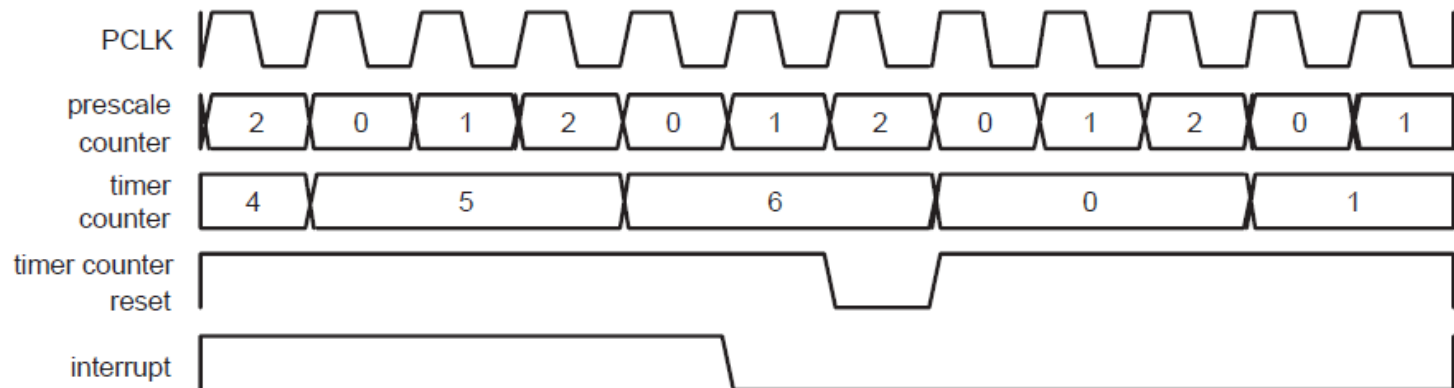 PCLK
prescale
counter
2 0 1 2 0 1 2 0 1 2 0 1
timer
counter
4 5 6 0 1
timer counter
reset
interrupt